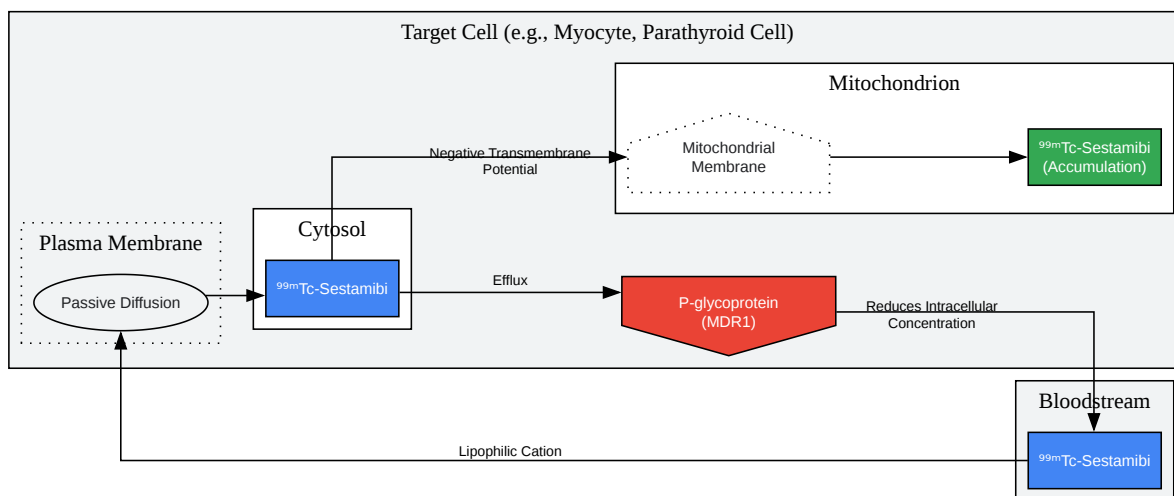 Target Cell (e.g., Myocyte, Parathyroid Cell)
Mitochondrion
Negative Transmembrane
Potential
Mitochondrial
Membrane
⁹⁹ᵐTc-Sestamibi
(Accumulation)
Plasma Membrane
Passive Diffusion
Cytosol
⁹⁹ᵐTc-Sestamibi
Efflux
P-glycoprotein
(MDR1)
Reduces Intracellular
Concentration
Bloodstream
⁹⁹ᵐTc-Sestamibi
Lipophilic Cation